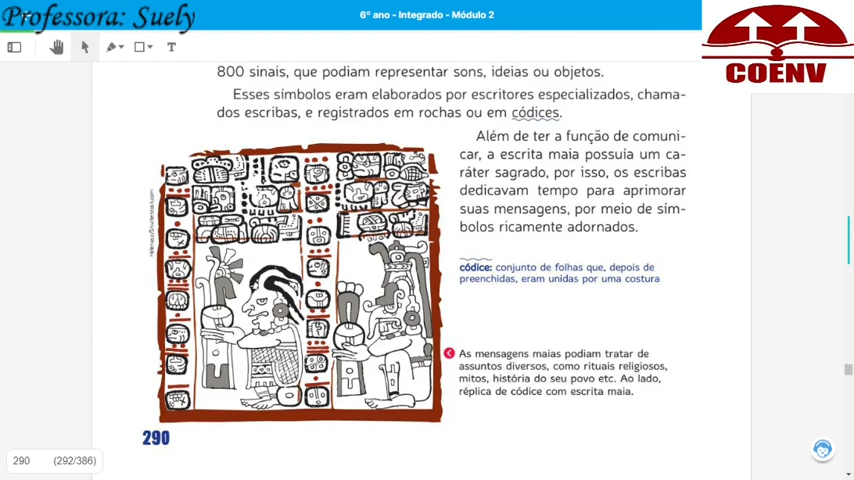 Professora: Suely
6º ano - Integrado - Módulo 2
COENV
T
800 sinais, que podiam representar sons, ideias ou objetos.
Esses símbolos eram elaborados por escritores especializados, chama-
dos escribas, e registrados em rochas ou em códices.
Além de ter a função de comuni-
car, a escrita maia possuía um ca-
ráter sagrado, por isso, os escribas
dedicavam tempo para aprimorar
suas mensagens, por meio de sím-
bolos ricamente adornados.
códice: conjunto de folhas que, depois de
preenchidas, eram unidas por uma costura
As mensagens maias podiam tratar de
assuntos diversos, como rituais religiosos,
mitos, história do seu povo etc. Ao lado,
réplica de códice com escrita maia.
290
290 (292/386)